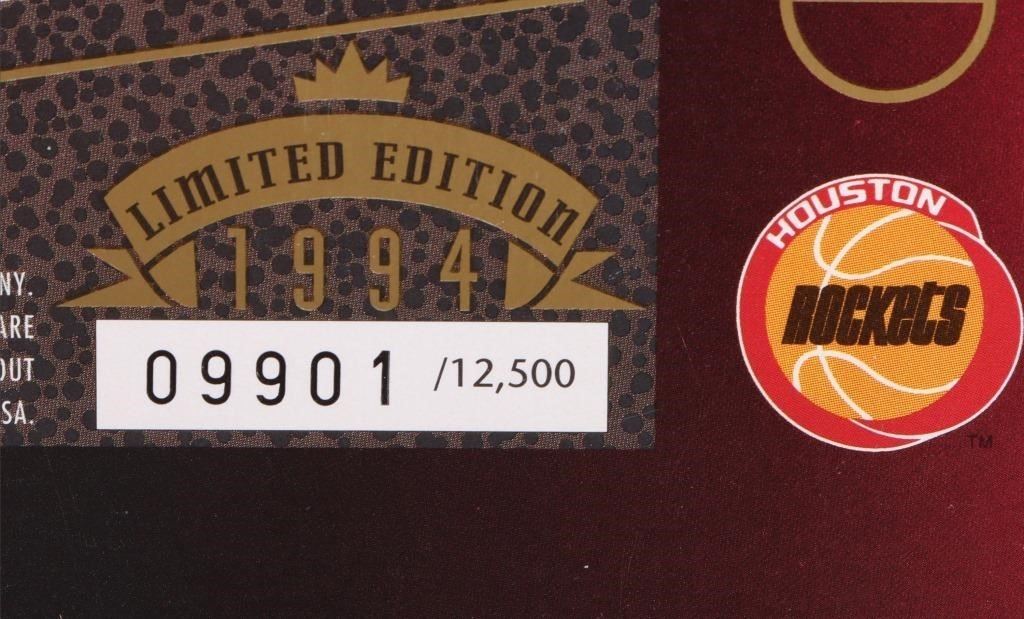 LIMITED EDITION
1994
NY.
ARE
OUT
SA.
09901 /12,500
HOUSTON
ROCKETS
TM